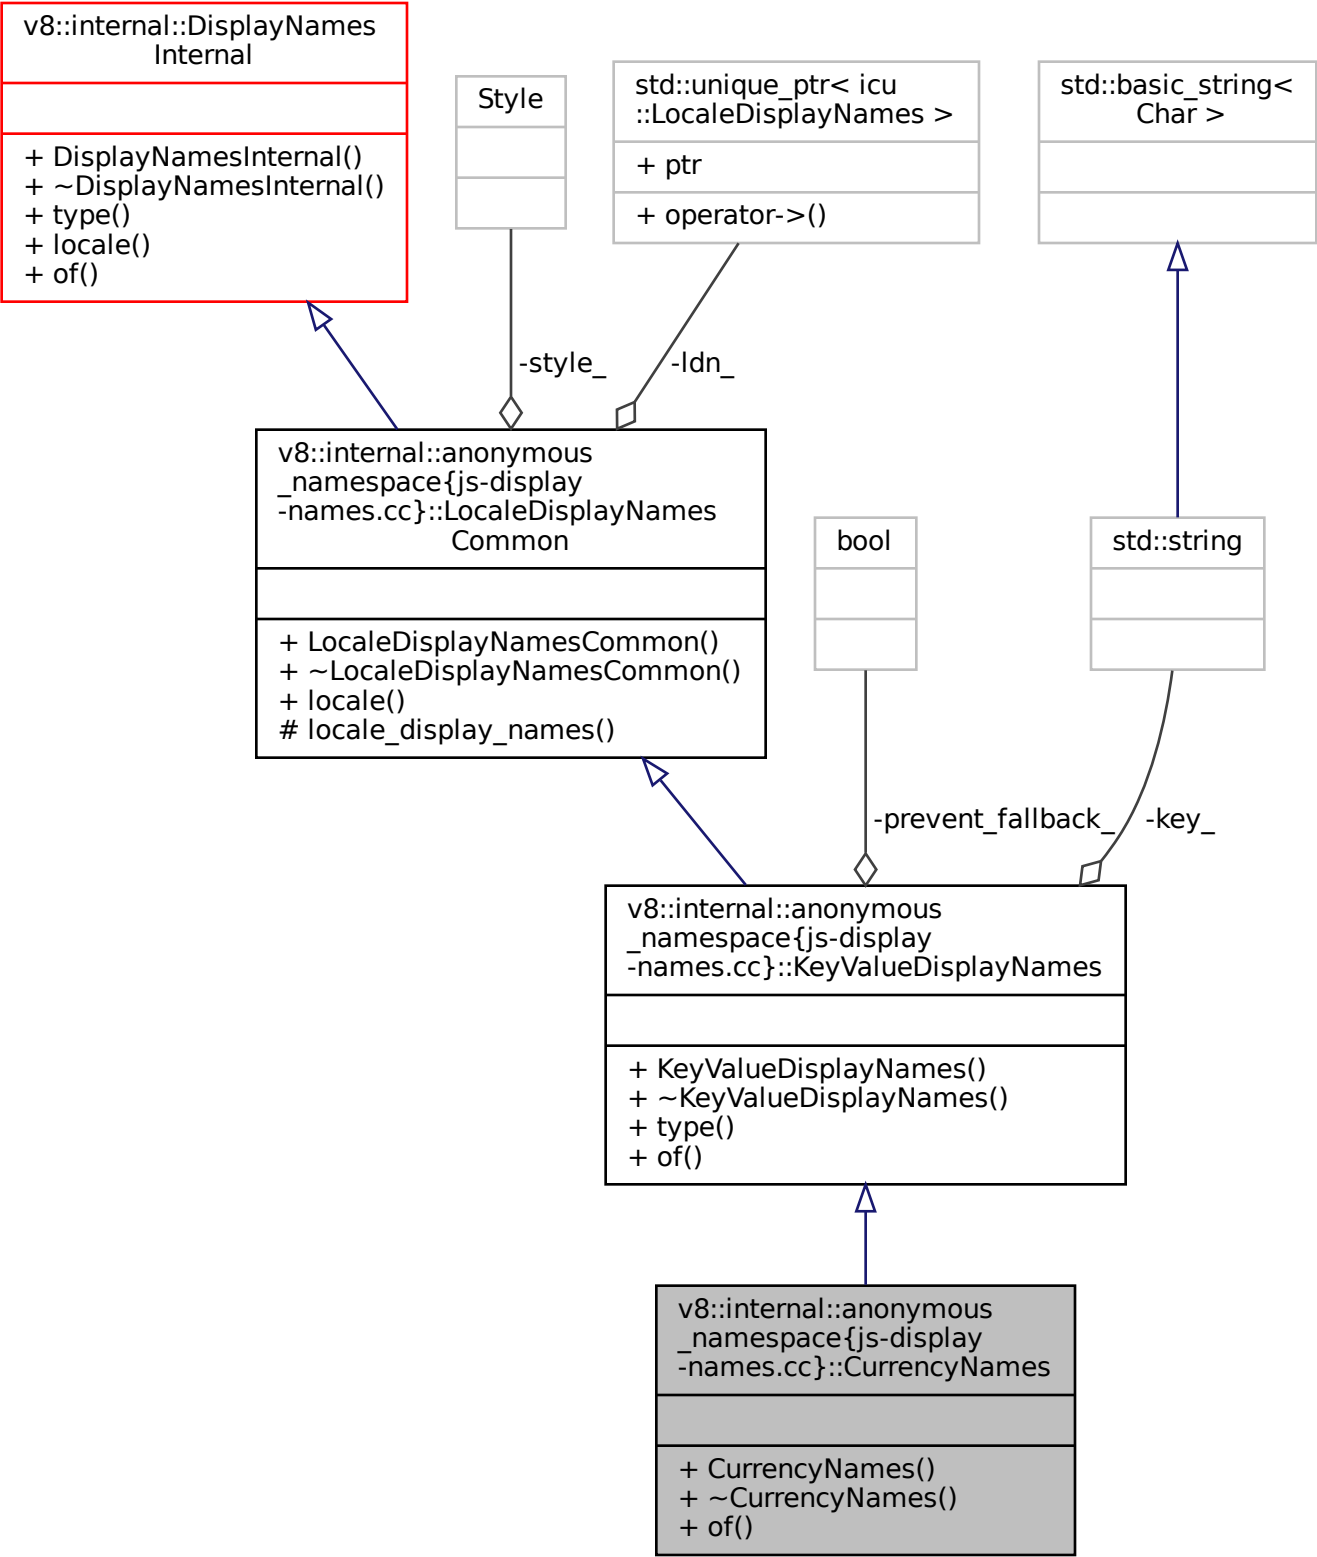 v8::internal::DisplayNames
Internal
+ DisplayNamesInternal()
+ ~DisplayNamesInternal()
+ type()
+ locale()
+ of()
Style
std::unique_ptr< icu
::LocaleDisplayNames >
+ ptr
+ operator->()
std::basic_string<
Char >
-style_
-ldn_
v8::internal::anonymous
_namespace{js-display
-names.cc}::LocaleDisplayNames
Common
+ LocaleDisplayNamesCommon()
+ ~LocaleDisplayNamesCommon()
+ locale()
# locale_display_names()
bool
std::string
-prevent_fallback_
-key_
v8::internal::anonymous
_namespace{js-display
-names.cc}::KeyValueDisplayNames
+ KeyValueDisplayNames()
+ ~KeyValueDisplayNames()
+ type()
+ of()
v8::internal::anonymous
_namespace{js-display
-names.cc}::CurrencyNames
+ CurrencyNames()
+ ~CurrencyNames()
+ of()